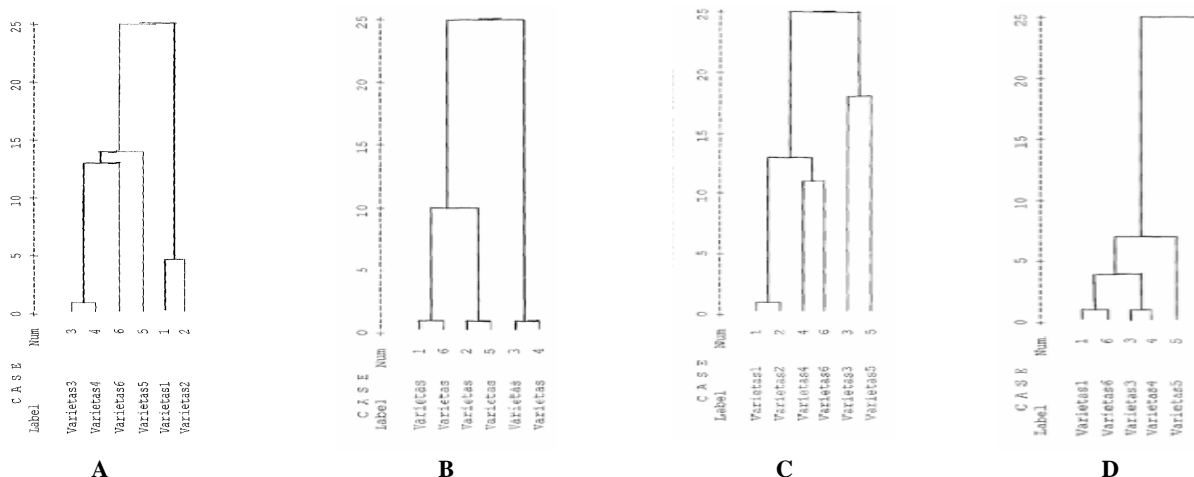 C A S E 0 5 10 15 20 25
Label Num
Varietas3 3
Varietas4 4
Varietas6 6
Varietas5 5
Varietas1 1
Varietas2 2
A
C A S E 0 5 10 15 20 25
Label Num
Varietas 1
Varietas 6
Varietas 2
Varietas 5
Varietas 3
Varietas 4
B
C A S E 0 5 10 15 20 25
Label Num
Varietas1 1
Varietas2 2
Varietas4 4
Varietas6 6
Varietas3 3
Varietas5 5
C
C A S E 0 5 10 15 20 25
Label Num
Varietas1 1
Varietas6 6
Varietas3 3
Varietas4 4
Varietas5 5
D